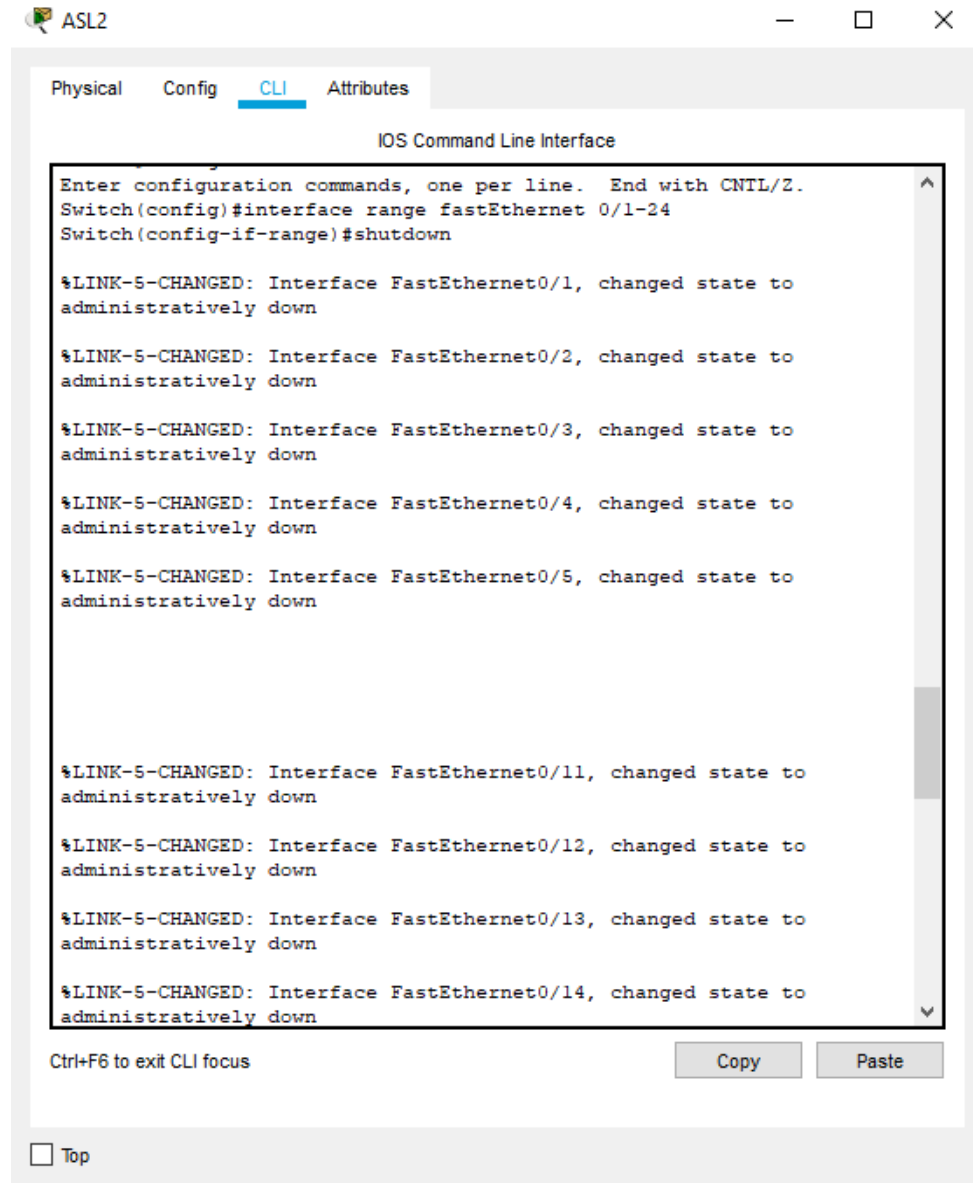 ASL2
Physical Config CLI Attributes
IOS Command Line Interface
Enter configuration commands, one per line.  End with CNTL/Z.
Switch(config)#interface range fastEthernet 0/1-24
Switch(config-if-range)#shutdown
%LINK-5-CHANGED: Interface FastEthernet0/1, changed state to
administratively down
%LINK-5-CHANGED: Interface FastEthernet0/2, changed state to
administratively down
%LINK-5-CHANGED: Interface FastEthernet0/3, changed state to
administratively down
%LINK-5-CHANGED: Interface FastEthernet0/4, changed state to
administratively down
%LINK-5-CHANGED: Interface FastEthernet0/5, changed state to
administratively down
%LINK-5-CHANGED: Interface FastEthernet0/11, changed state to
administratively down
%LINK-5-CHANGED: Interface FastEthernet0/12, changed state to
administratively down
%LINK-5-CHANGED: Interface FastEthernet0/13, changed state to
administratively down
%LINK-5-CHANGED: Interface FastEthernet0/14, changed state to
administratively down
Ctrl+F6 to exit CLI focus Copy Paste
Top